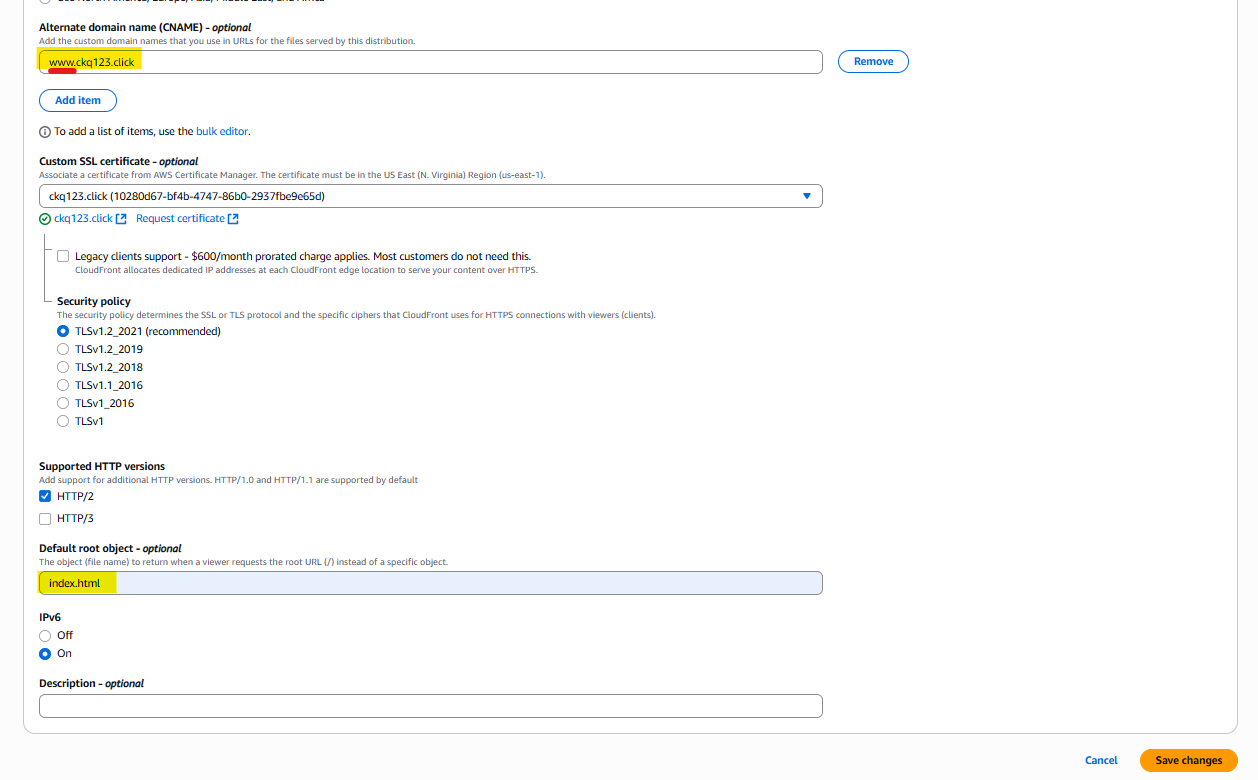 Alternate domain name (CNAME) - optional
Add the custom domain names that you use in URLs for the files served by this distribution.
www.ckq123.click
Remove
Add item
To add a list of items, use the bulk editor.
Custom SSL certificate - optional
Associate a certificate from AWS Certificate Manager. The certificate must be in the US East (N. Virginia) Region (us-east-1).
ckq123.click (10280d67-bf4b-4747-86b0-2937fbe9e65d)
ckq123.click Request certificate
Legacy clients support - $600/month prorated charge applies. Most customers do not need this.
CloudFront allocates dedicated IP addresses at each CloudFront edge location to serve your content over HTTPS.
Security policy
The security policy determines the SSL or TLS protocol and the specific ciphers that CloudFront uses for HTTPS connections with viewers (clients).
TLSv1.2_2021 (recommended)
TLSv1.2_2019
TLSv1.2_2018
TLSv1.1_2016
TLSv1_2016
TLSv1
Supported HTTP versions
Add support for additional HTTP versions. HTTP/1.0 and HTTP/1.1 are supported by default
HTTP/2
HTTP/3
Default root object - optional
The object (file name) to return when a viewer requests the root URL (/) instead of a specific object.
index.html
IPv6
Off
On
Description - optional
Cancel
Save changes